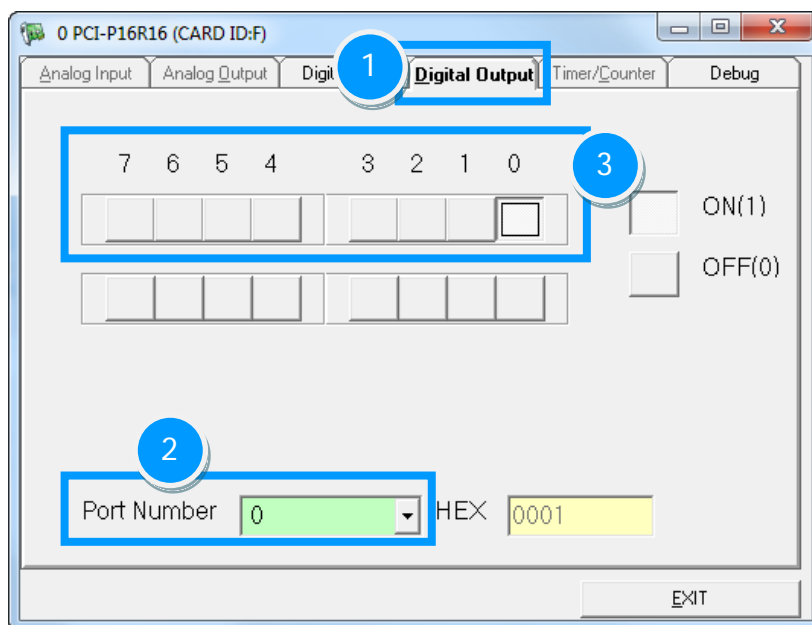 0 PCI-P16R16 (CARD ID:F)
Analog Input Analog Output 1 Digital Output Timer/Counter Debug
7 6 5 4 3 2 1 0 3
ON(1)
OFF(0)
2
Port Number 0 HEX 0001
EXIT